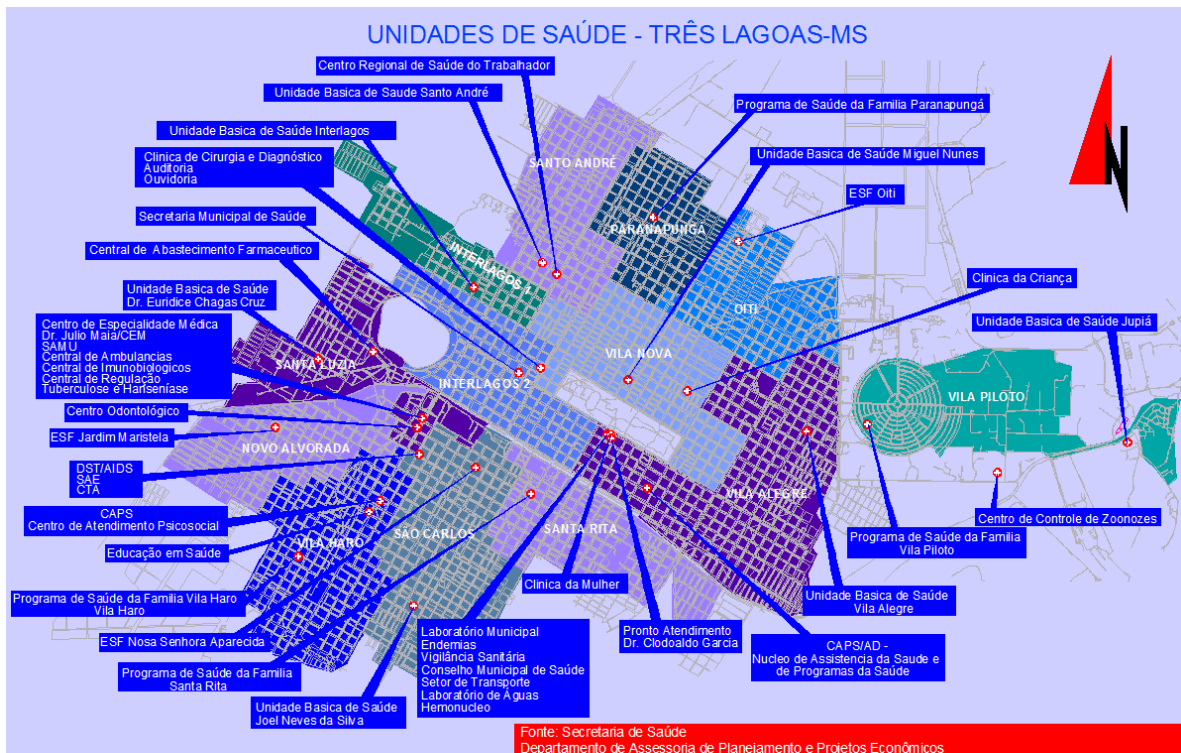 UNIDADES DE SAÚDE - TRÊS LAGOAS-MS
Centro Regional de Saúde do Trabalhador
Unidade Basica de Saude Santo André
Programa de Saúde da Familia Paranapungá
Unidade Basica de Saúde Interlagos
Unidade Basica de Saúde Miguel Nunes
Clinica de Cirurgia e Diagnóstico
Auditoria
Ouvidoria
ESF Oiti
Secretaria Municipal de Saúde
Central de Abastecimento Farmaceutico
Clinica da Criança
Unidade Basica de Saúde
Dr. Euridice Chagas Cruz
Unidade Basica de Saúde Jupiá
Centro de Especialidade Médica
Dr. Julio Maia/CEM
SAMU
Central de Ambulancias
Central de Imunobiologicos
Central de Regulação
Tuberculose e Hanseníase
Centro Odontológico
ESF Jardim Maristela
DST/AIDS
SAE
CTA
CAPS
Centro de Atendimento Psicosocial
Educação em Saúde
Programa de Saúde da Familia Vila Haro
Vila Haro
ESF Nosa Senhora Aparecida
Programa de Saúde da Familia
Santa Rita
Unidade Basica de Saúde
Joel Neves da Silva
SANTO ANDRÉ
PARANAPUNGÁ
INTERLAGOS 1
OITI
VILA NOVA
SANTA LUZIA
INTERLAGOS 2
VILA PILOTO
NOVO ALVORADA
VILA ALEGRE
SÃO CARLOS
SANTA RITA
VILA HARO
Clinica da Mulher
Laboratório Municipal
Endemias
Vigilância Sanitária
Conselho Municipal de Saúde
Setor de Transporte
Laboratório de Águas
Hemonucleo
Pronto Atendimento
Dr. Clodoaldo Garcia
CAPS/AD -
Nucleo de Assistencia da Saude e
de Programas da Saúde
Unidade Basica de Saúde
Vila Alegre
Programa de Saúde da Familia
Vila Piloto
Centro de Controle de Zoonozes
N
Fonte: Secretaria de Saúde
Departamento de Assessoria de Planejamento e Projetos Econômicos